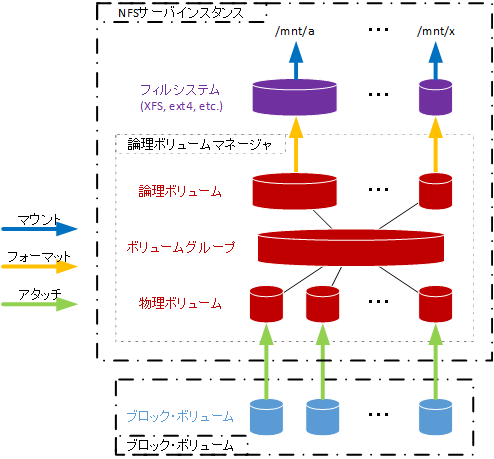 NFSサーバインスタンス
/mnt/a
...
/mnt/x
フィルシステム
(XFS, ext4, etc.)
...
論理ボリュームマネージャ
論理ボリューム
...
マウント
ボリュームグループ
フォーマット
アタッチ
物理ボリューム
...
ブロック・ボリューム
...
ブロック・ボリューム